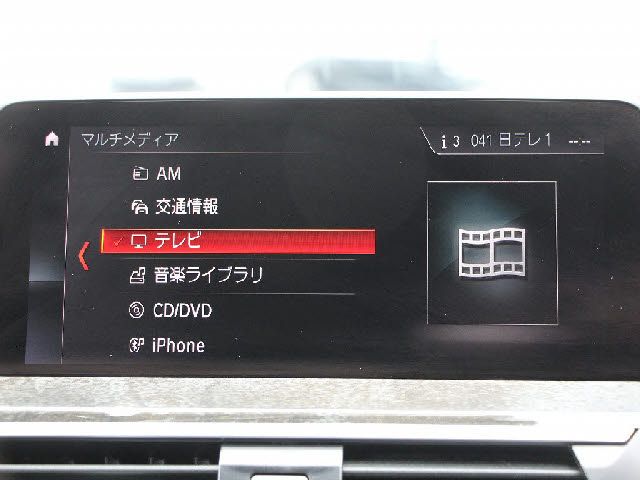 マルチメディア
i 3 041 日テレ1 --:--
AM
交通情報
テレビ
音楽ライブラリ
CD/DVD
iPhone